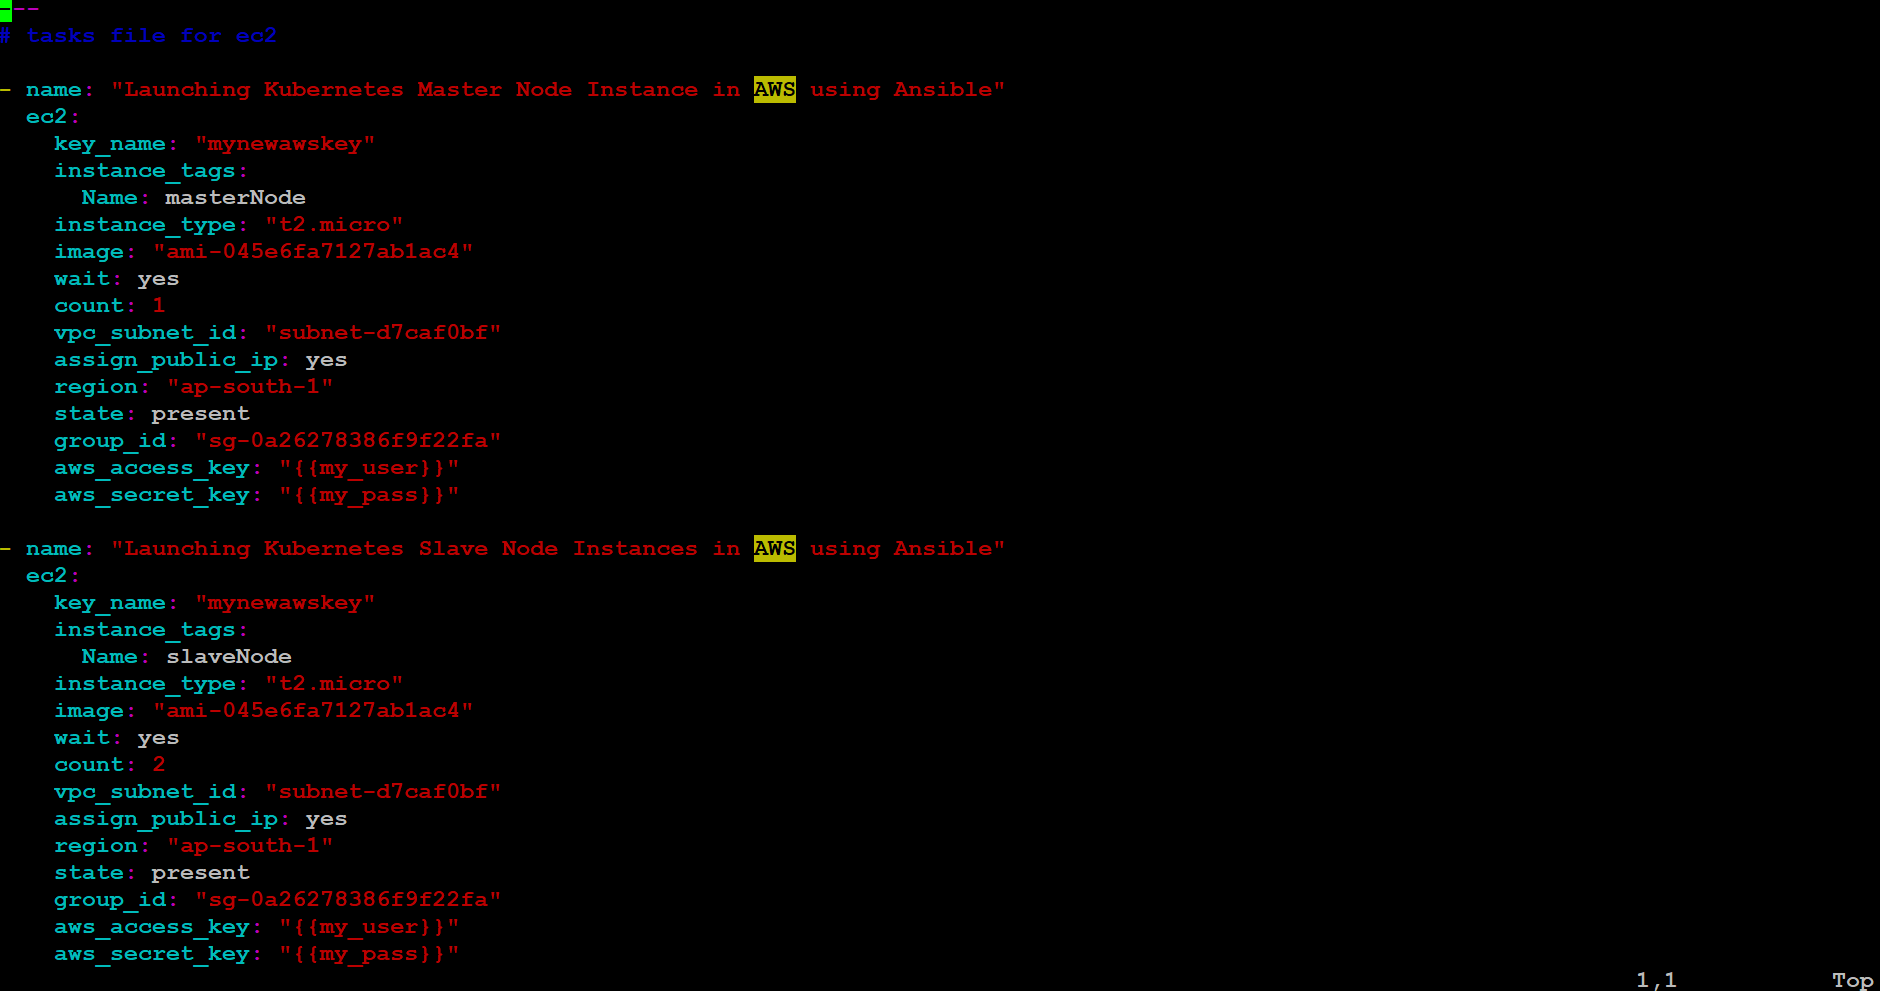 ---
# tasks file for ec2

- name: "Launching Kubernetes Master Node Instance in AWS using Ansible"
  ec2:
    key_name: "mynewawskey"
    instance_tags:
      Name: masterNode
    instance_type: "t2.micro"
    image: "ami-045e6fa7127ab1ac4"
    wait: yes
    count: 1
    vpc_subnet_id: "subnet-d7caf0bf"
    assign_public_ip: yes
    region: "ap-south-1"
    state: present
    group_id: "sg-0a26278386f9f22fa"
    aws_access_key: "{{my_user}}"
    aws_secret_key: "{{my_pass}}"

- name: "Launching Kubernetes Slave Node Instances in AWS using Ansible"
  ec2:
    key_name: "mynewawskey"
    instance_tags:
      Name: slaveNode
    instance_type: "t2.micro"
    image: "ami-045e6fa7127ab1ac4"
    wait: yes
    count: 2
    vpc_subnet_id: "subnet-d7caf0bf"
    assign_public_ip: yes
    region: "ap-south-1"
    state: present
    group_id: "sg-0a26278386f9f22fa"
    aws_access_key: "{{my_user}}"
    aws_secret_key: "{{my_pass}}"
1,1 Top